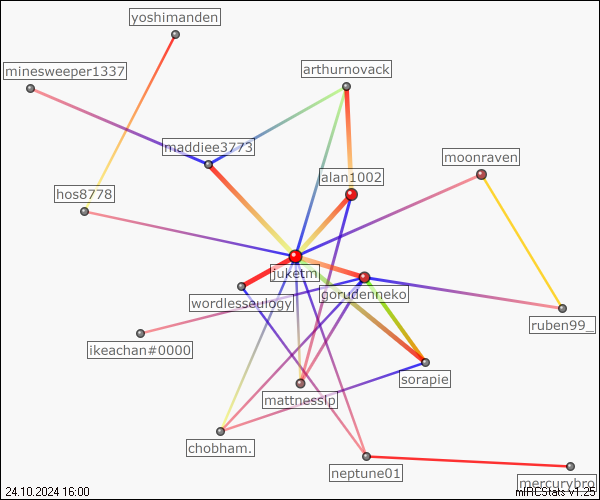 yoshimanden
minesweeper1337
arthurnovack
maddiee3773
moonraven
alan1002
hos8778
juketm
gorudenneko
wordlesseulogy
ruben99_
ikeachan#0000
sorapie
mattnesslp
chobham.
neptune01
mercurybro
24.10.2024 16:00
mIRCStats v1.25